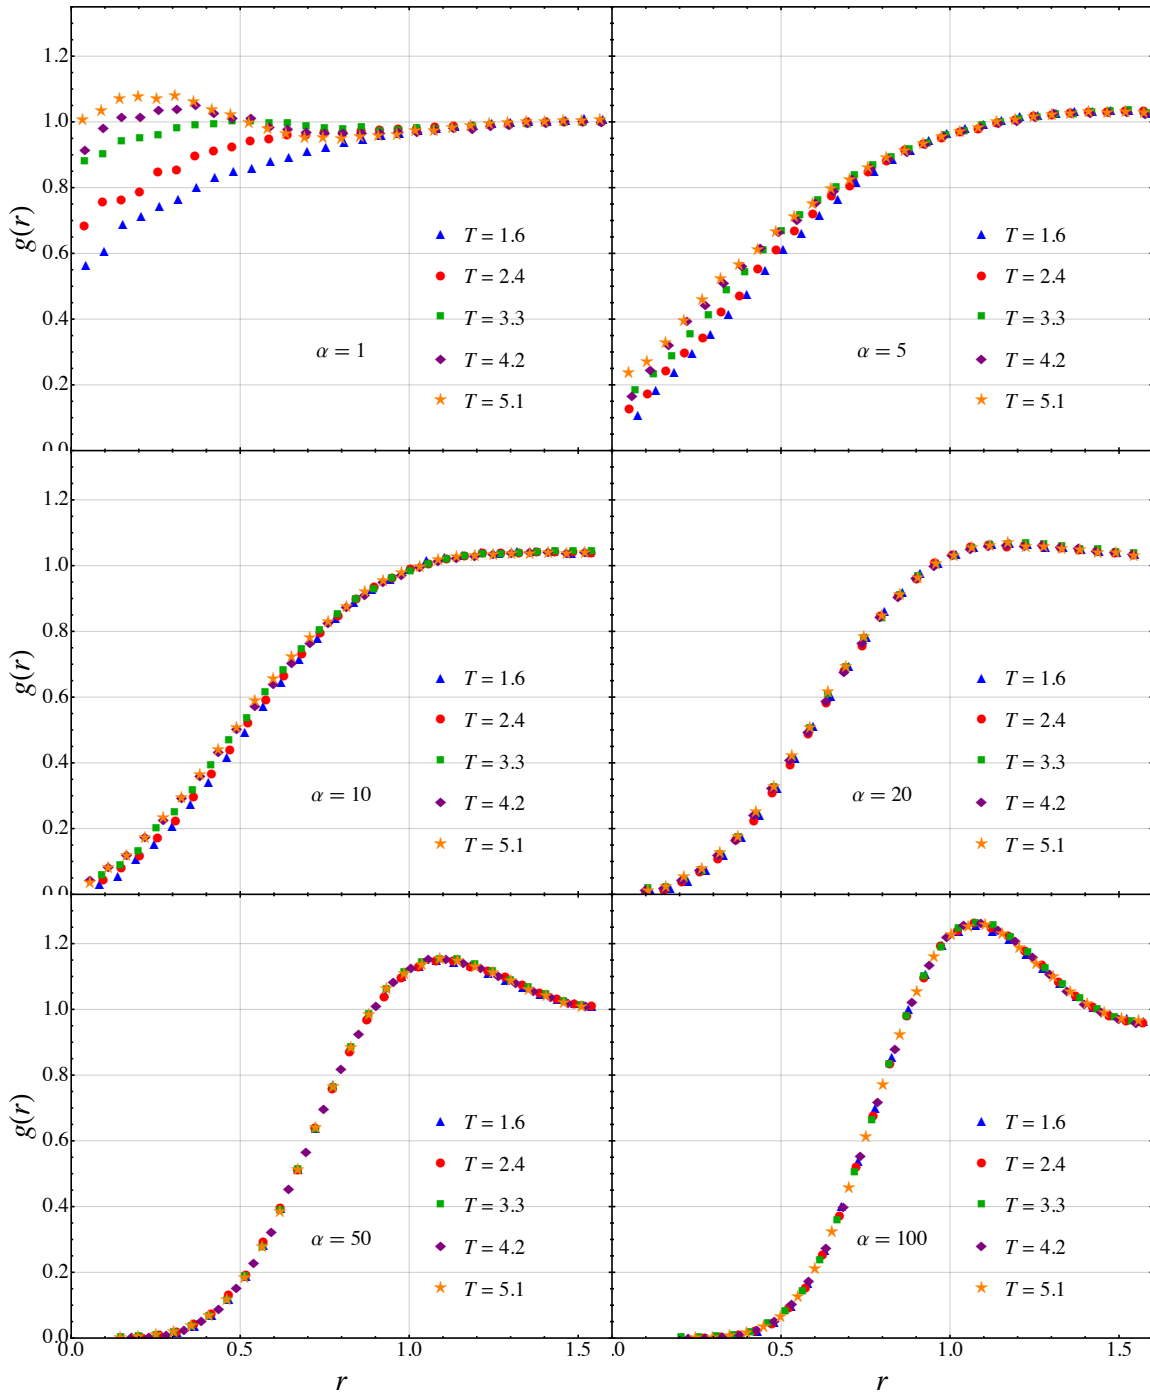 1.2
1.0
0.8
0.6
0.4
0.2
0.0
g(r)
α = 1
T = 1.6
T = 2.4
T = 3.3
T = 4.2
T = 5.1
α = 5
T = 1.6
T = 2.4
T = 3.3
T = 4.2
T = 5.1
1.2
1.0
0.8
0.6
0.4
0.2
0.0
g(r)
α = 10
T = 1.6
T = 2.4
T = 3.3
T = 4.2
T = 5.1
α = 20
T = 1.6
T = 2.4
T = 3.3
T = 4.2
T = 5.1
1.2
1.0
0.8
0.6
0.4
0.2
0.0
g(r)
α = 50
T = 1.6
T = 2.4
T = 3.3
T = 4.2
T = 5.1
α = 100
T = 1.6
T = 2.4
T = 3.3
T = 4.2
T = 5.1
0.0 0.5 1.0 1.5
.0 0.5 1.0 1.5
r
r